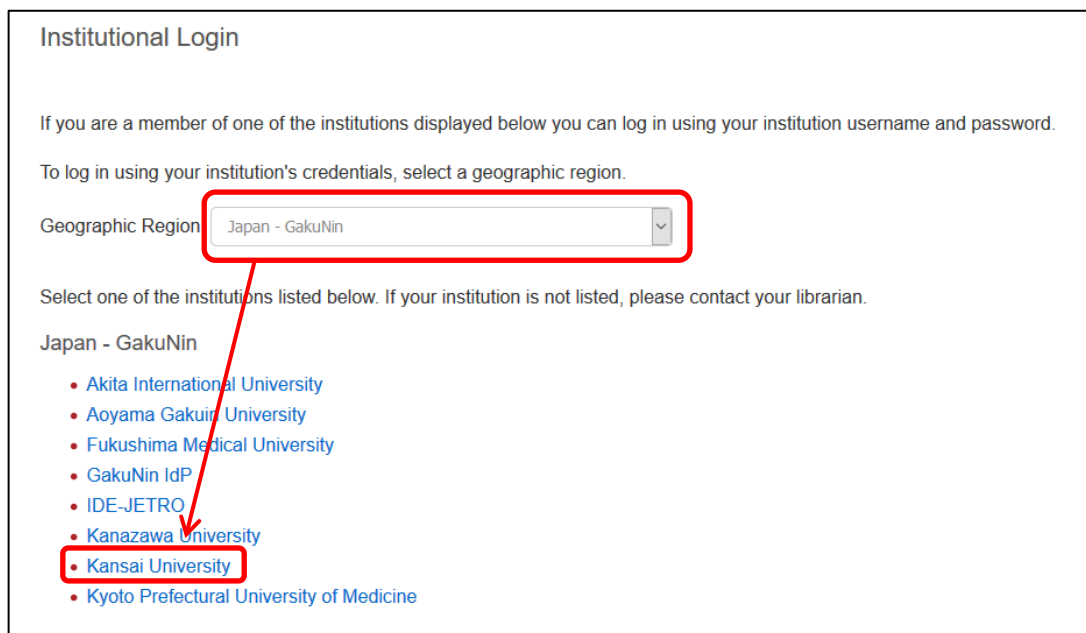 Institutional Login
If you are a member of one of the institutions displayed below you can log in using your institution username and password.
To log in using your institution's credentials, select a geographic region.
Geographic Region Japan - GakuNin
Select one of the institutions listed below. If your institution is not listed, please contact your librarian.
Japan - GakuNin
• Akita International University
• Aoyama Gakuin University
• Fukushima Medical University
• GakuNin IdP
• IDE-JETRO
• Kanazawa University
• Kansai University
• Kyoto Prefectural University of Medicine